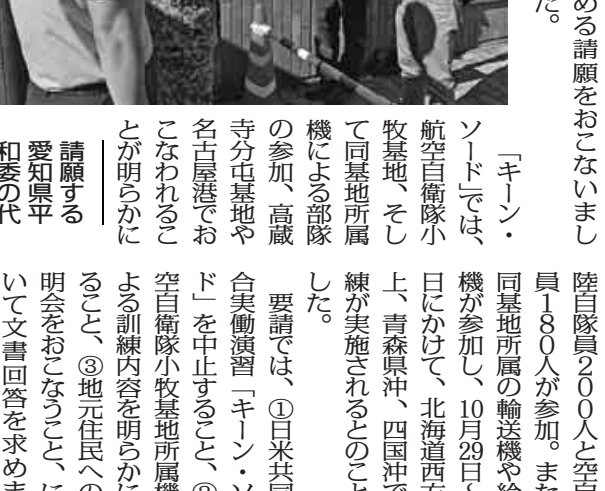 める請願をおこないまし
た。
「キーン・
ソード」では、
航空自衛隊小
牧基地、そし
て同基地所属
機による部隊
の参加、高蔵
寺分屯基地や
名古屋港でお
こなわれるこ
とが明らかに
請願する
愛知県平
和委の代
陸自隊員200人と空自
員180人が参加。また
同基地所属の輸送機や給
機が参加し、10月29日〜
日にかけて、北海道西方
上、青森県沖、四国沖で
練が実施されるとのこと
した。
要請では、①日米共同
合実働演習「キーン・ソ
ド」を中止すること、②
空自衛隊小牧基地所属機
よる訓練内容を明らかに
ること、③地元住民への
明会をおこなうこと、に
いて文書回答を求めま